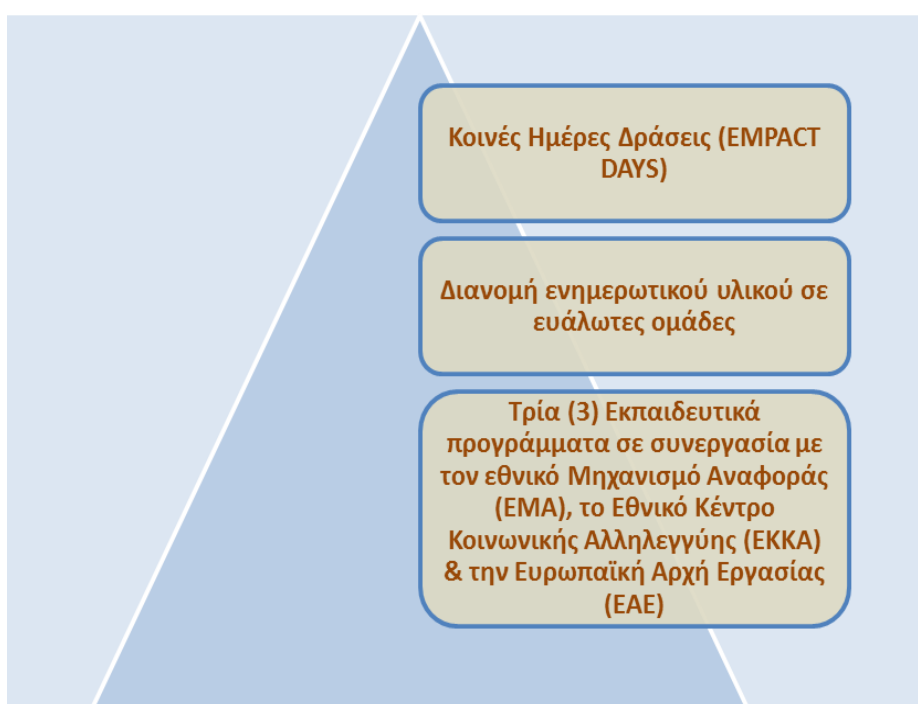 Κοινές Ημέρες Δράσεις (EMPACT
DAYS)
Διανομή ενημερωτικού υλικού σε
ευάλωτες ομάδες
Τρία (3) Εκπαιδευτικά
προγράμματα σε συνεργασία με
τον εθνικό Μηχανισμό Αναφοράς
(ΕΜΑ), το Εθνικό Κέντρο
Κοινωνικής Αλληλεγγύης (ΕΚΚΑ)
& την Ευρωπαϊκή Αρχή Εργασίας
(ΕΑΕ)